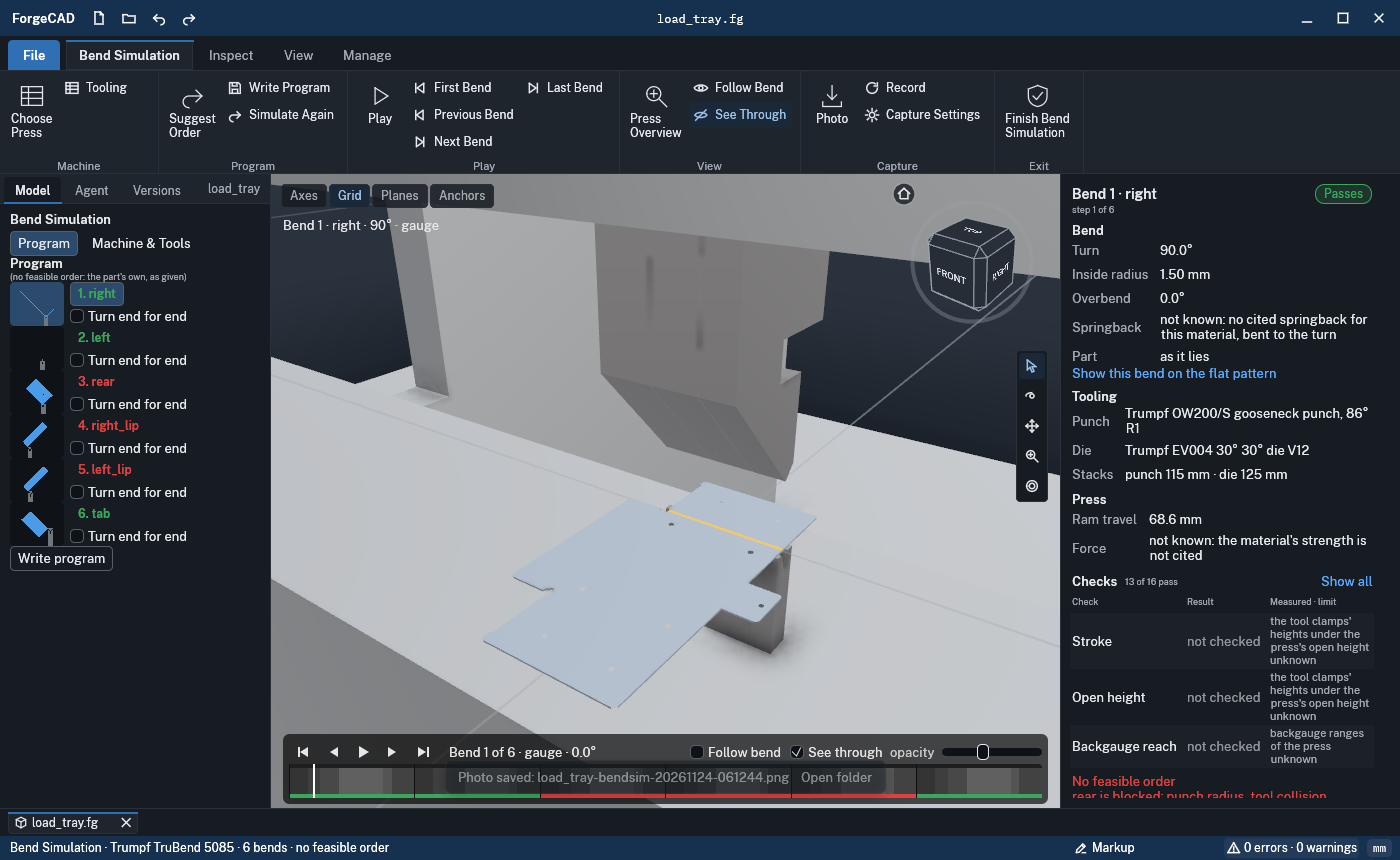 ForgeCAD
load_tray.fg
File
Bend Simulation
Inspect
View
Manage
Choose Press
Tooling
Machine
Suggest Order
Write Program
Simulate Again
Program
Play
First Bend
Previous Bend
Next Bend
Last Bend
Play
Press Overview
Follow Bend
See Through
View
Photo
Record
Capture Settings
Capture
Finish Bend Simulation
Exit
Model
Agent
Versions
load_tray
Bend Simulation
Program
Machine & Tools
Program
(no feasible order: the part's own, as given)
1. right
Turn end for end
2. left
Turn end for end
3. rear
Turn end for end
4. right_lip
Turn end for end
5. left_lip
Turn end for end
6. tab
Turn end for end
Write program
Axes
Grid
Planes
Anchors
Bend 1 · right · 90° · gauge
TOP
FRONT
RIGHT
Bend 1 of 6 · gauge · 0.0°
Follow bend
See through
opacity
Photo saved: load_tray-bendsim-20261124-061244.png
Open folder
Bend 1 · right
Passes
step 1 of 6
Bend
Turn 90.0°
Inside radius 1.50 mm
Overbend 0.0°
Springback not known: no cited springback for
this material, bent to the turn
Part as it lies
Show this bend on the flat pattern
Tooling
Punch Trumpf OW200/S gooseneck punch, 86°
R1
Die Trumpf EV004 30° 30° die V12
Stacks punch 115 mm · die 125 mm
Press
Ram travel 68.6 mm
Force not known: the material's strength is
not cited
Checks 13 of 16 pass
Show all
Check Result Measured · limit
Stroke not checked the tool clamps'
heights under the
press's open height
unknown
Open height not checked the tool clamps'
heights under the
press's open height
unknown
Backgauge reach not checked backgauge ranges
of the press
unknown
No feasible order
rear is blocked: punch radius, tool collision
load_tray.fg
Bend Simulation · Trumpf TruBend 5085 · 6 bends · no feasible order
Markup
0 errors · 0 warnings
mm